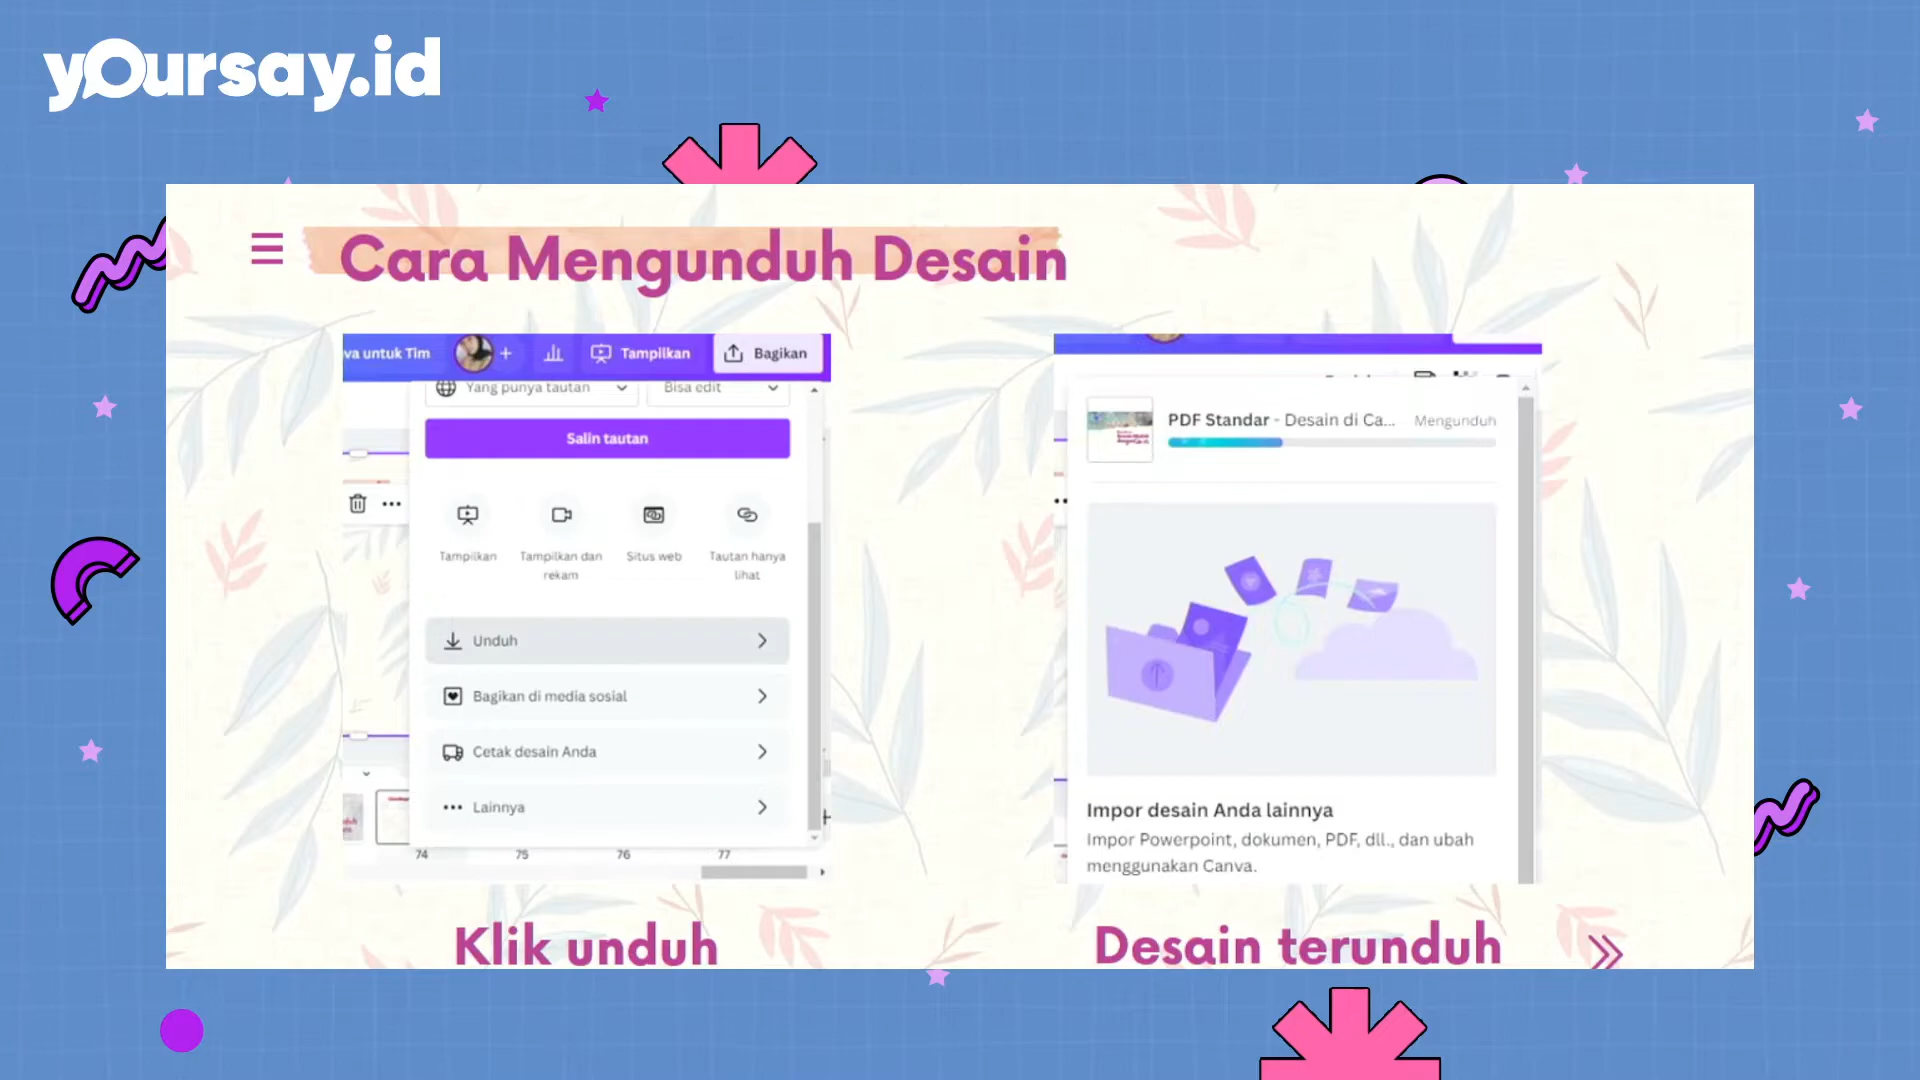 yoursay.id
Cara Mengunduh Desain
va untuk Tim
Tampilkan
Bagikan
Yang punya tautan
Bisa edit
Salin tautan
Tampilkan
Tampilkan dan
rekam
Situs web
Tautan hanya
lihat
Unduh
Bagikan di media sosial
Cetak desain Anda
Lainnya
74 75 76 77
PDF Standar - Desain di Ca... Mengunduh
Impor desain Anda lainnya
Impor Powerpoint, dokumen, PDF, dll., dan ubah
menggunakan Canva.
Klik unduh
Desain terunduh